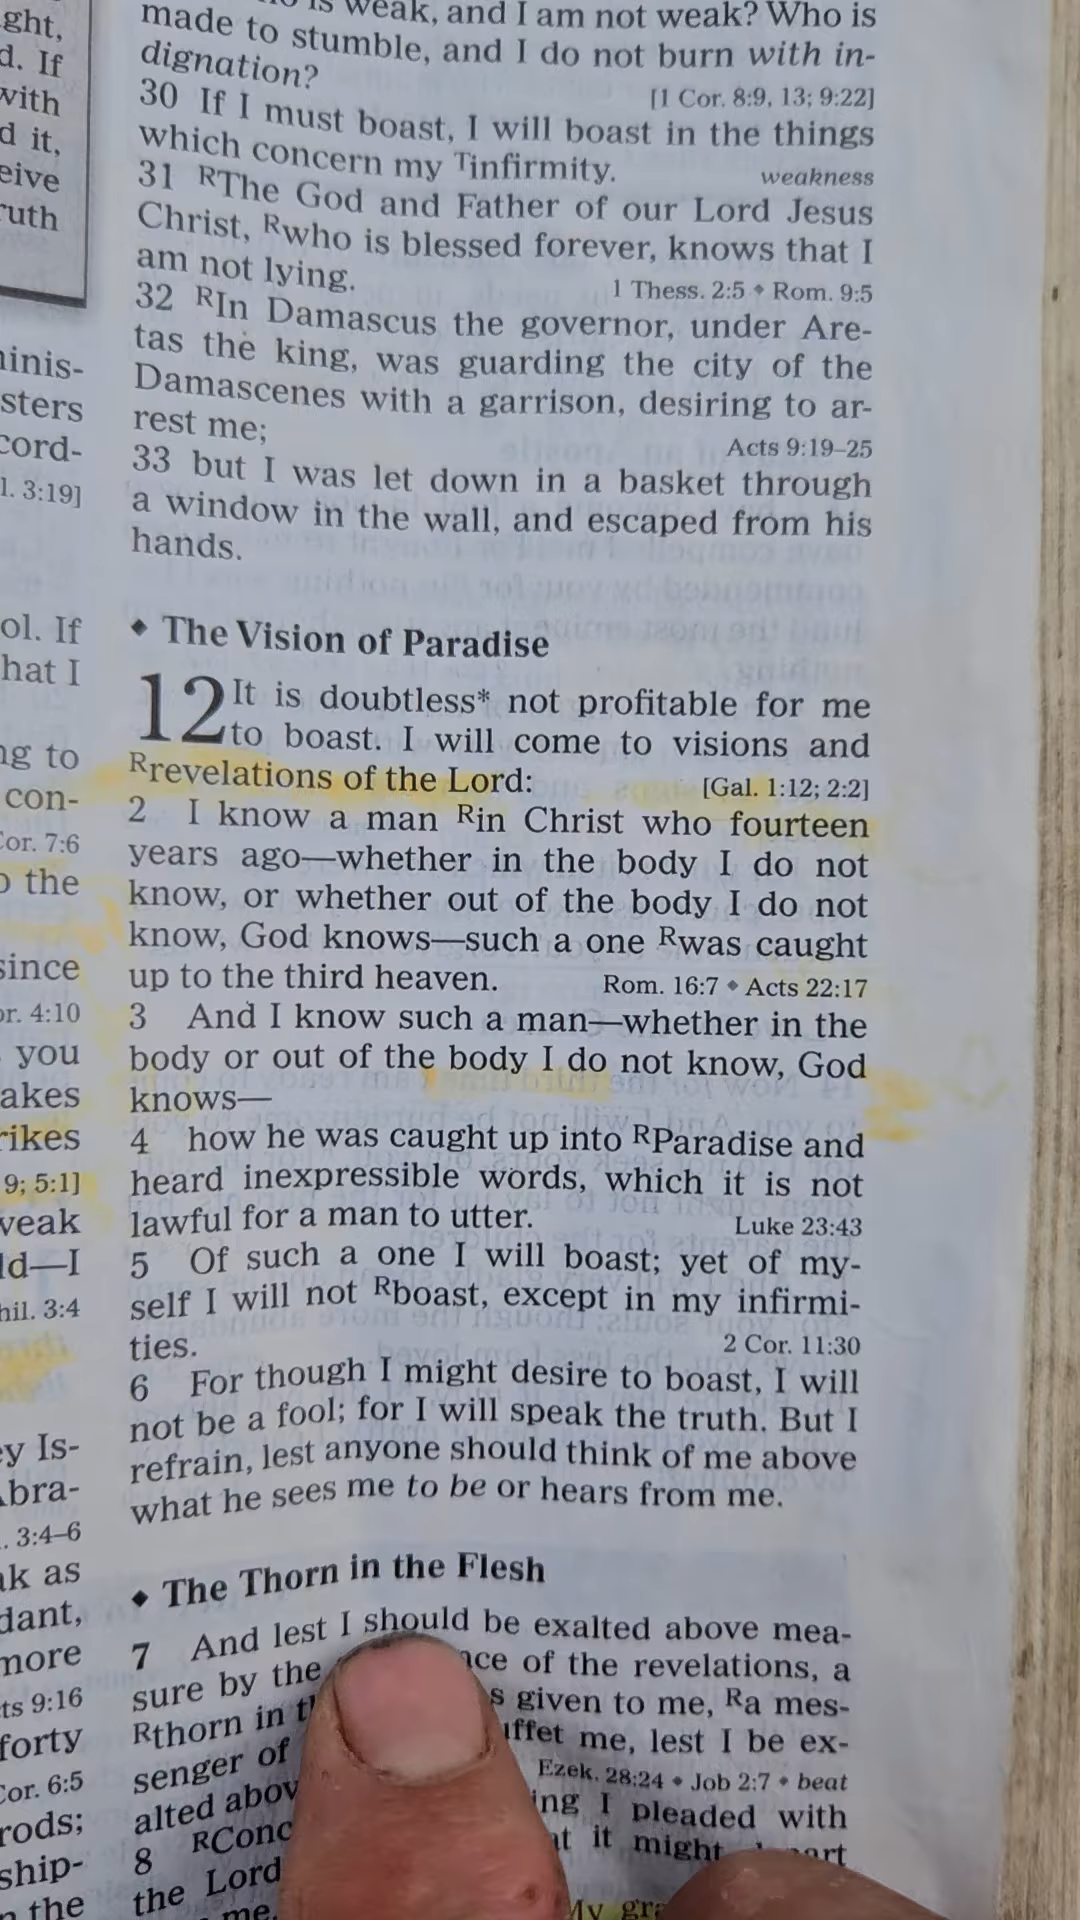 ght,
d. If
with
d it,
eive
ruth
inis-
sters
cord-
l. 3:19]
ol. If
hat I
ng to
con-
Cor. 7:6
o the
since
or. 4:10
you
akes
rikes
9; 5:1]
weak
ld—I
hil. 3:4
ey Is-
Abra-
. 3:4–6
ak as
dant,
more
ts 9:16
forty
Cor. 6:5
rods;
ship-
n the
is weak, and I am not weak? Who is
made to stumble, and I do not burn with in-
dignation?
[1 Cor. 8:9, 13; 9:22]
30 If I must boast, I will boast in the things
which concern my Tinfirmity. weakness
31 RThe God and Father of our Lord Jesus
Christ, Rwho is blessed forever, knows that I
am not lying. 1 Thess. 2:5 • Rom. 9:5
32 RIn Damascus the governor, under Are-
tas the king, was guarding the city of the
Damascenes with a garrison, desiring to ar-
rest me; Acts 9:19–25
33 but I was let down in a basket through
a window in the wall, and escaped from his
hands.
◆ The Vision of Paradise
12 It is doubtless* not profitable for me
to boast. I will come to visions and
Rrevelations of the Lord: [Gal. 1:12; 2:2]
2 I know a man Rin Christ who fourteen
years ago—whether in the body I do not
know, or whether out of the body I do not
know, God knows—such a one Rwas caught
up to the third heaven. Rom. 16:7 • Acts 22:17
3 And I know such a man—whether in the
body or out of the body I do not know, God
knows—
4 how he was caught up into RParadise and
heard inexpressible words, which it is not
lawful for a man to utter. Luke 23:43
5 Of such a one I will boast; yet of my-
self I will not Rboast, except in my infirmi-
ties. 2 Cor. 11:30
6 For though I might desire to boast, I will
not be a fool; for I will speak the truth. But I
refrain, lest anyone should think of me above
what he sees me to be or hears from me.
◆ The Thorn in the Flesh
7 And lest I should be exalted above mea-
sure by the of the revelations, a
Rthorn in given to me, Ra mes-
senger of me, lest I be ex-
alted Ezek. 28:24 • Job 2:7 • beat
8 I pleaded with
the Lord it might
me. My